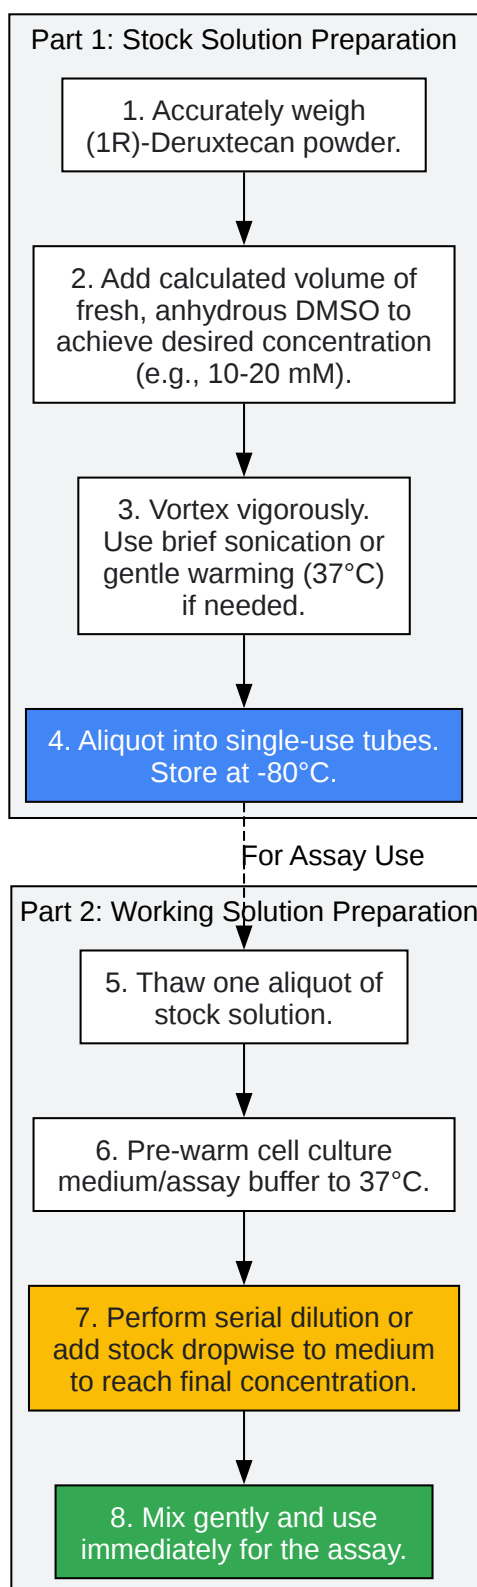 Part 1: Stock Solution Preparation
1. Accurately weigh
(1R)-Deruxtecan powder.
2. Add calculated volume of
fresh, anhydrous DMSO to
achieve desired concentration
(e.g., 10-20 mM).
3. Vortex vigorously.
Use brief sonication or
gentle warming (37°C)
if needed.
4. Aliquot into single-use tubes.
Store at -80°C.
For Assay Use
Part 2: Working Solution Preparation
5. Thaw one aliquot of
stock solution.
6. Pre-warm cell culture
medium/assay buffer to 37°C.
7. Perform serial dilution or
add stock dropwise to medium
to reach final concentration.
8. Mix gently and use
immediately for the assay.